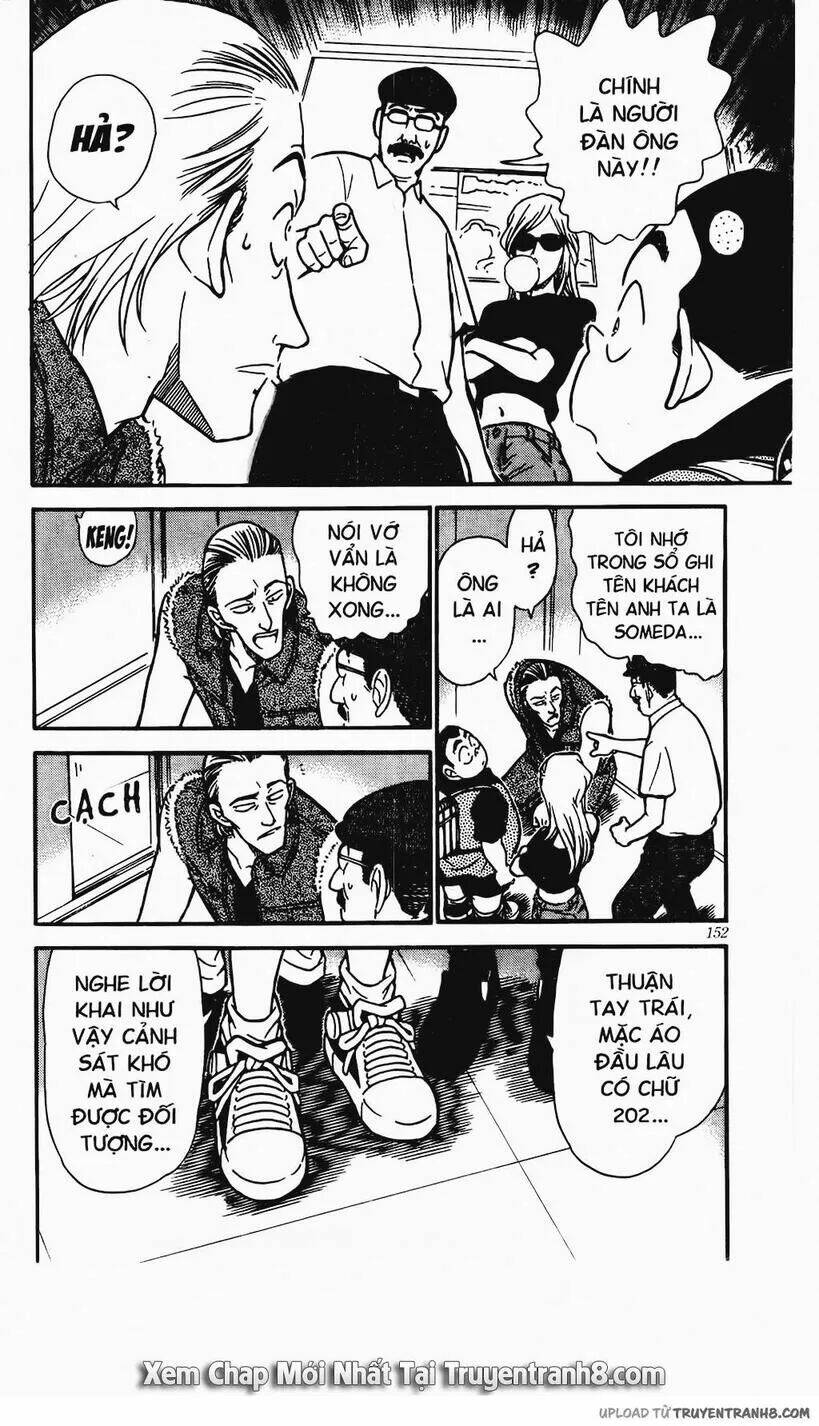 CHÍNH
LÀ NGƯỜI
ĐÀN ÔNG
NÀY!!
HẢ?
TÔI NHỚ
TRONG SỔ GHI
TÊN KHÁCH
TÊN ANH TA LÀ
SOMEDA...
HẢ
?
ÔNG
LÀ AI
...
NÓI VỚ
VẨN LÀ
KHÔNG
XONG...
KENG!
CẠCH
152
THUẬN
TAY TRÁI,
MẶC ÁO
ĐẦU LÂU
CÓ CHỮ
202...
NGHE LỜI
KHAI NHƯ
VẬY CẢNH
SÁT KHÓ
MÀ TÌM
ĐƯỢC ĐỐI
TƯỢNG...
Xem Chap Mới Nhất Tại Truyentranh8.com
UPLOAD TỪ TRUYENTRANH8.COM